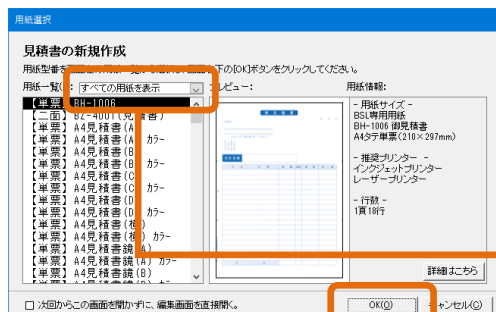 用紙選択
見積書の新規作成
用紙型番を
下の[OK]ボタンをクリックしてください。
用紙一覧
すべての用紙を表示
ビュー:
用紙情報:
【単票】 BH-1006
【二面】 BZ-4001(見積書)
【単票】 A4見積書(A)
【単票】 A4見積書(A) カラー
【単票】 A4見積書(B)
【単票】 A4見積書(B) カラー
【単票】 A4見積書(C)
【単票】 A4見積書(C) カラー
【単票】 A4見積書(D)
【単票】 A4見積書(D) カラー
【単票】 A4見積書(横)
【単票】 A4見積書(横) カラー
【単票】 A4見積書鏡(A)
【単票】 A4見積書鏡(A) カラー
【単票】 A4見積書鏡(B)
- 用紙サイズ -
BSL専用用紙
BH-1006 御見積書
A4タテ単票(210×297mm)
- 推奨プリンター -
インクジェットプリンター
レーザープリンター
- 行数 -
1頁18行
詳細はこちら
次回からこの画面を開かずに、編集画面を直接開く。
OK(O)
キャンセル(C)